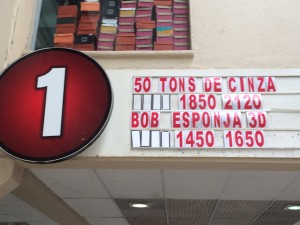 1
50 TONS DE CINZA
1850 2120
BOB ESPONJA 3D
1450 1650